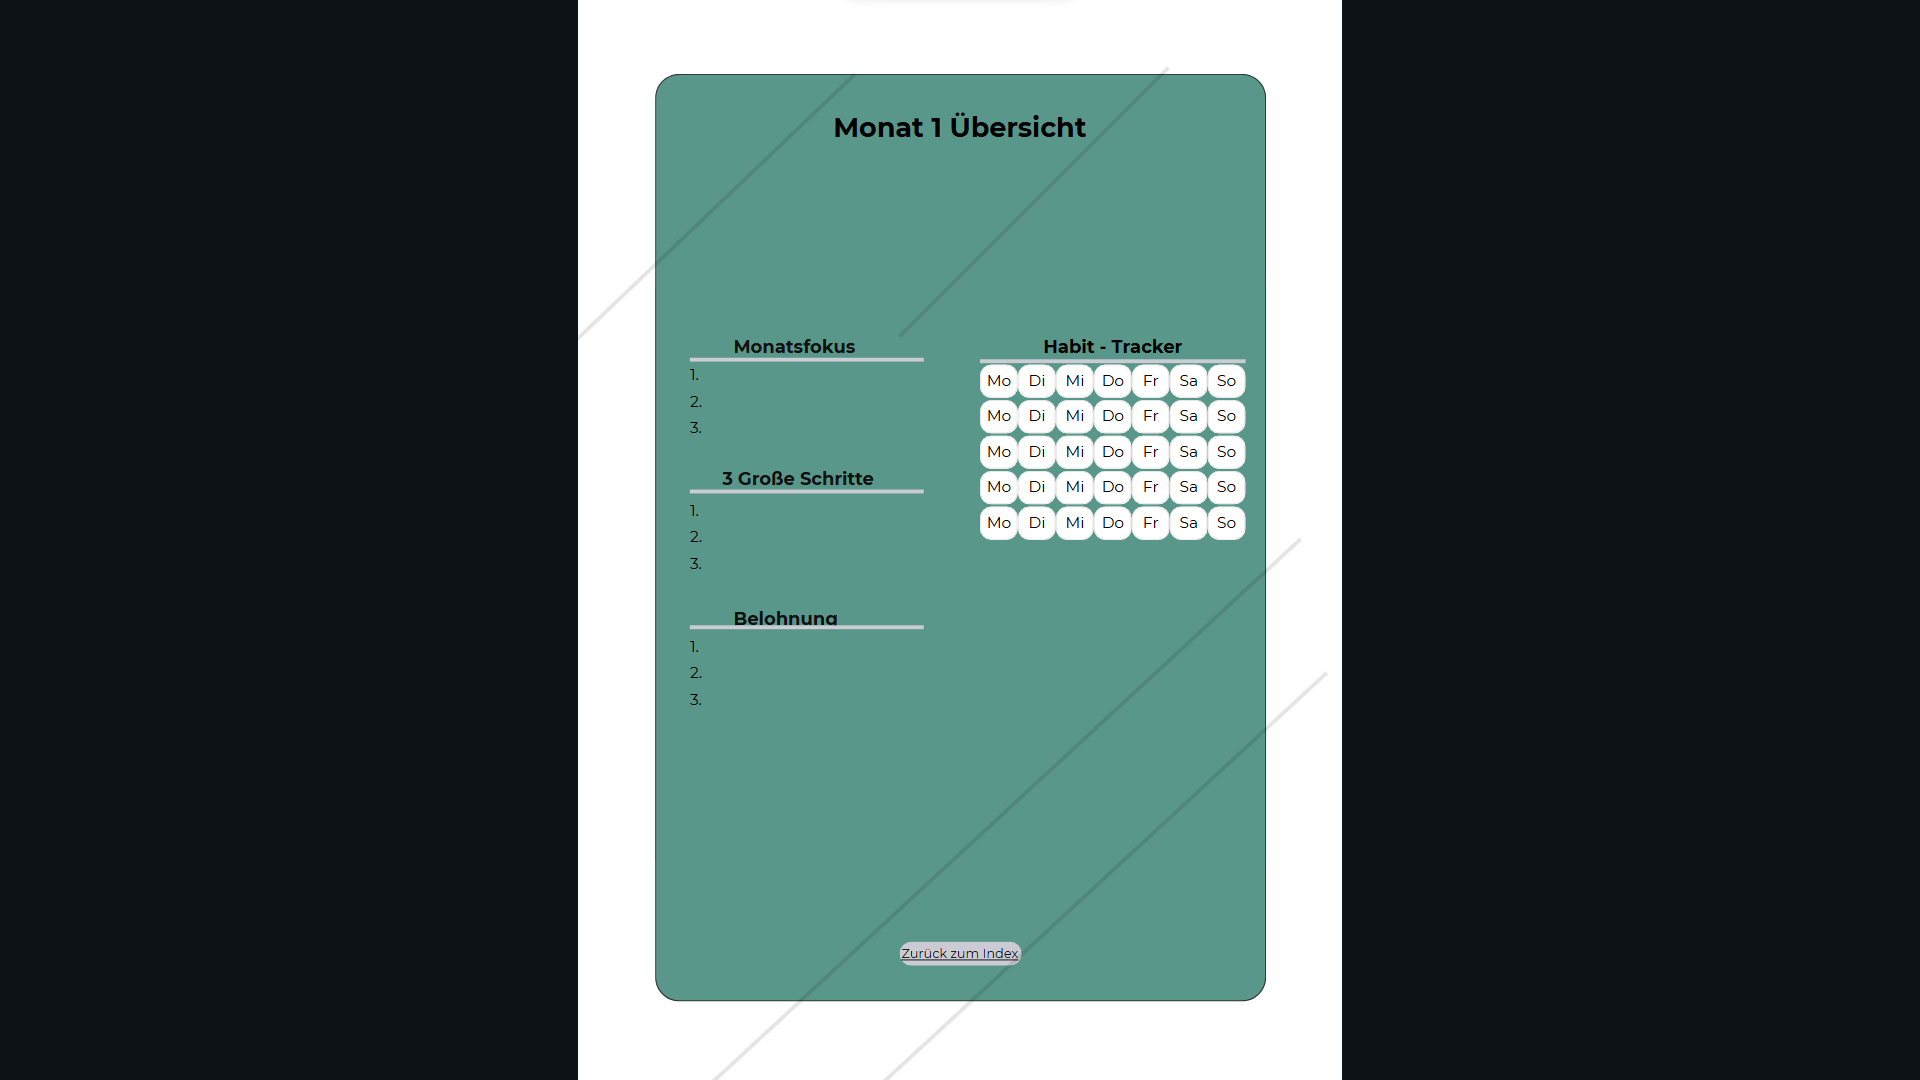 Monat 1 Übersicht
Monatsfokus
1.
2.
3.
3 Große Schritte
1.
2.
3.
Belohnung
1.
2.
3.
Habit - Tracker
Mo Di Mi Do Fr Sa So
Mo Di Mi Do Fr Sa So
Mo Di Mi Do Fr Sa So
Mo Di Mi Do Fr Sa So
Mo Di Mi Do Fr Sa So
Zurück zum Index